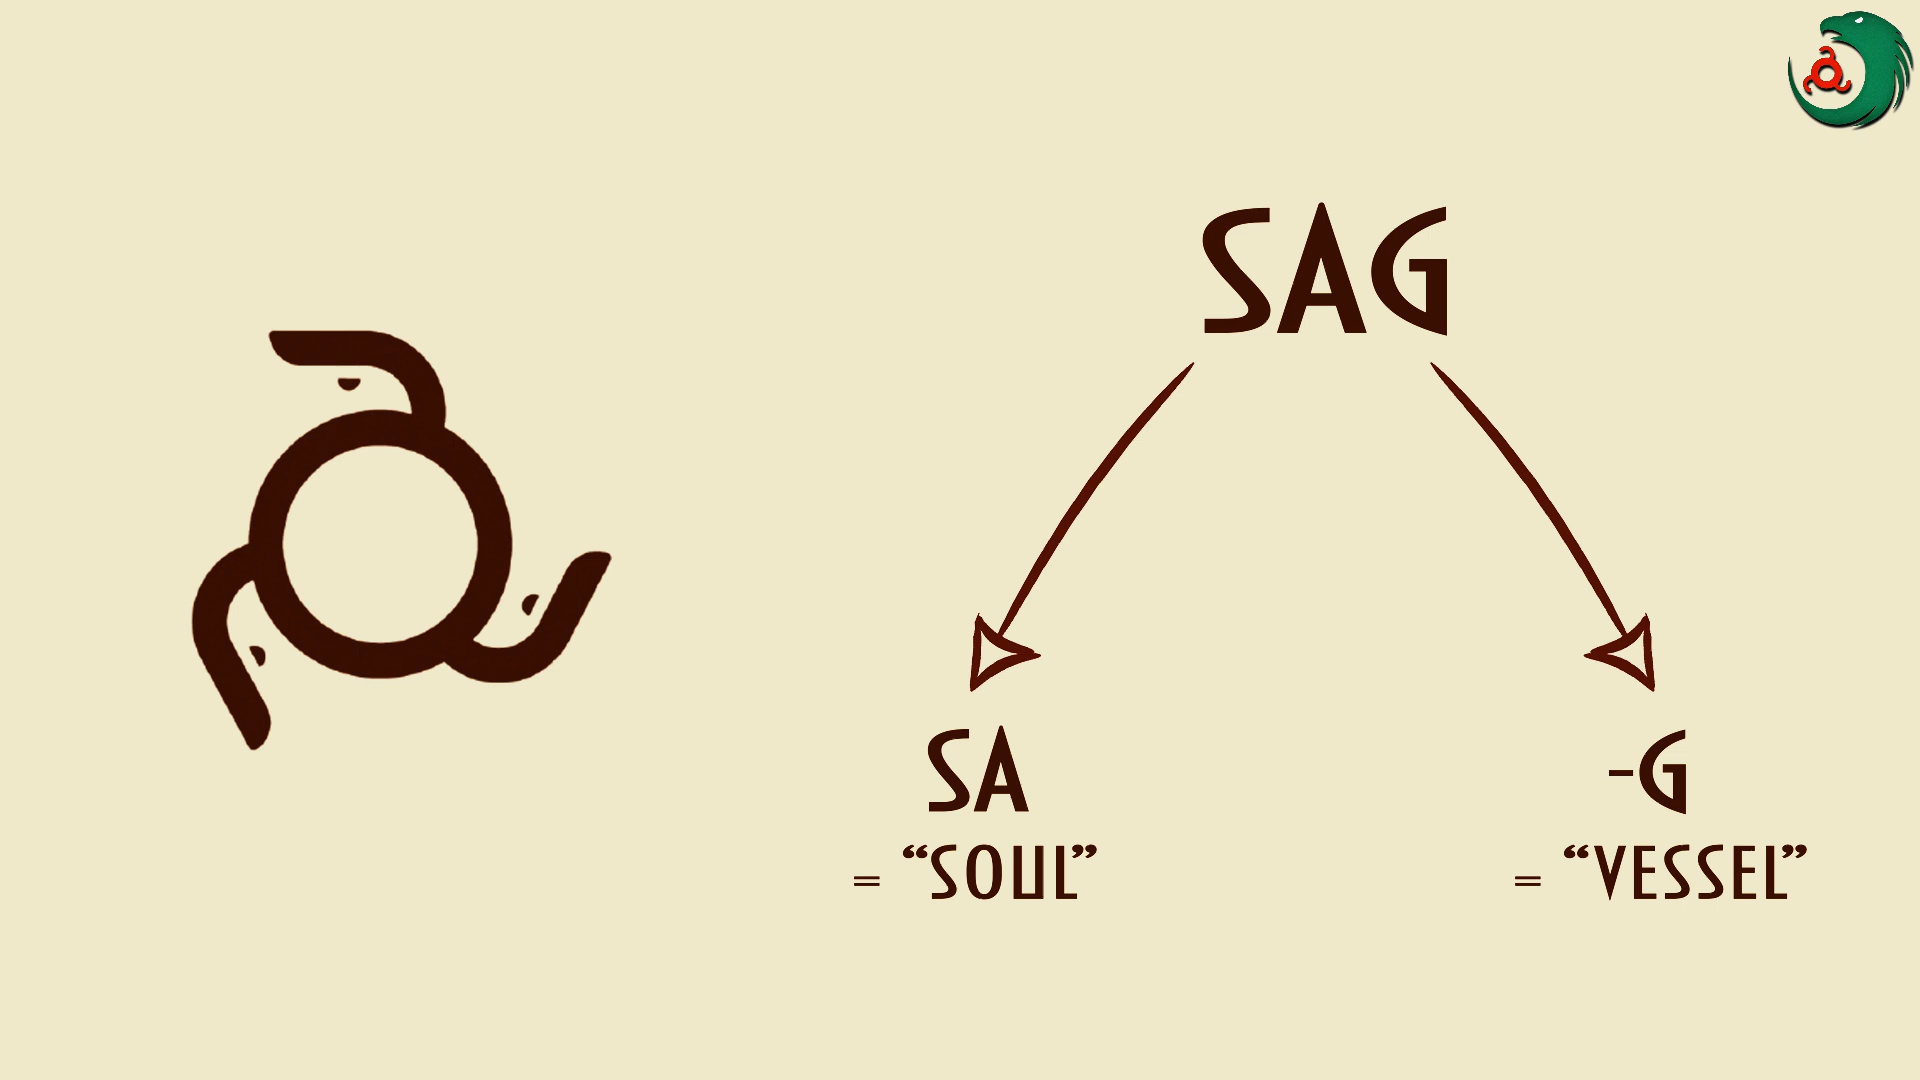 SAG
SA
= “SOUL”
-G
= “VESSEL”